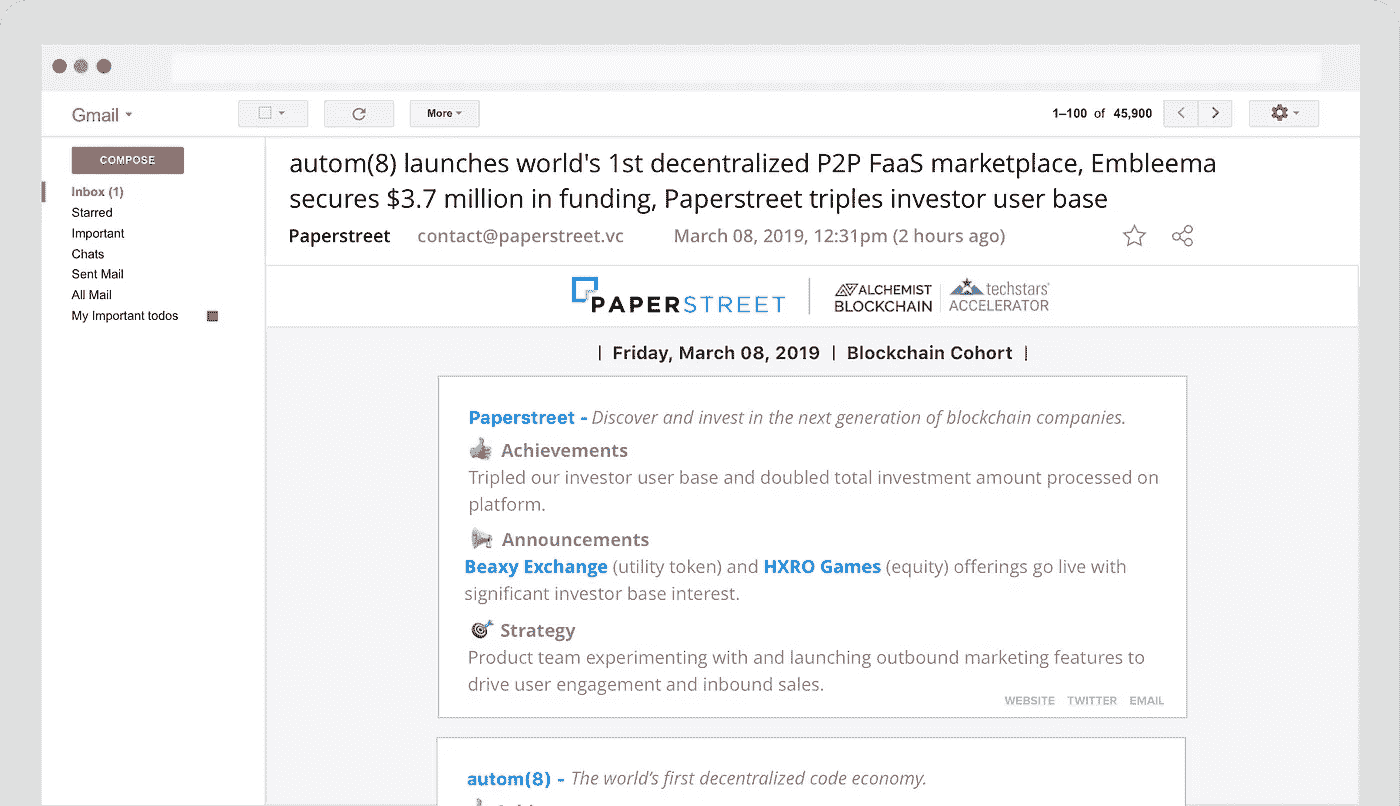 Gmail
More
1–100 of 45,900
COMPOSE
Inbox (1)
Starred
Important
Chats
Sent Mail
All Mail
My Important todos
autom(8) launches world's 1st decentralized P2P FaaS marketplace, Embleema
secures $3.7 million in funding, Paperstreet triples investor user base
Paperstreet contact@paperstreet.vc March 08, 2019, 12:31pm (2 hours ago)
PAPERSTREET
ALCHEMIST
BLOCKCHAIN
techstars
ACCELERATOR
| Friday, March 08, 2019 | Blockchain Cohort |
Paperstreet - Discover and invest in the next generation of blockchain companies.
Achievements
Tripled our investor user base and doubled total investment amount processed on
platform.
Announcements
Beaxy Exchange (utility token) and HXRO Games (equity) offerings go live with
significant investor base interest.
Strategy
Product team experimenting with and launching outbound marketing features to
drive user engagement and inbound sales.
WEBSITE TWITTER EMAIL
autom(8) - The world’s first decentralized code economy.